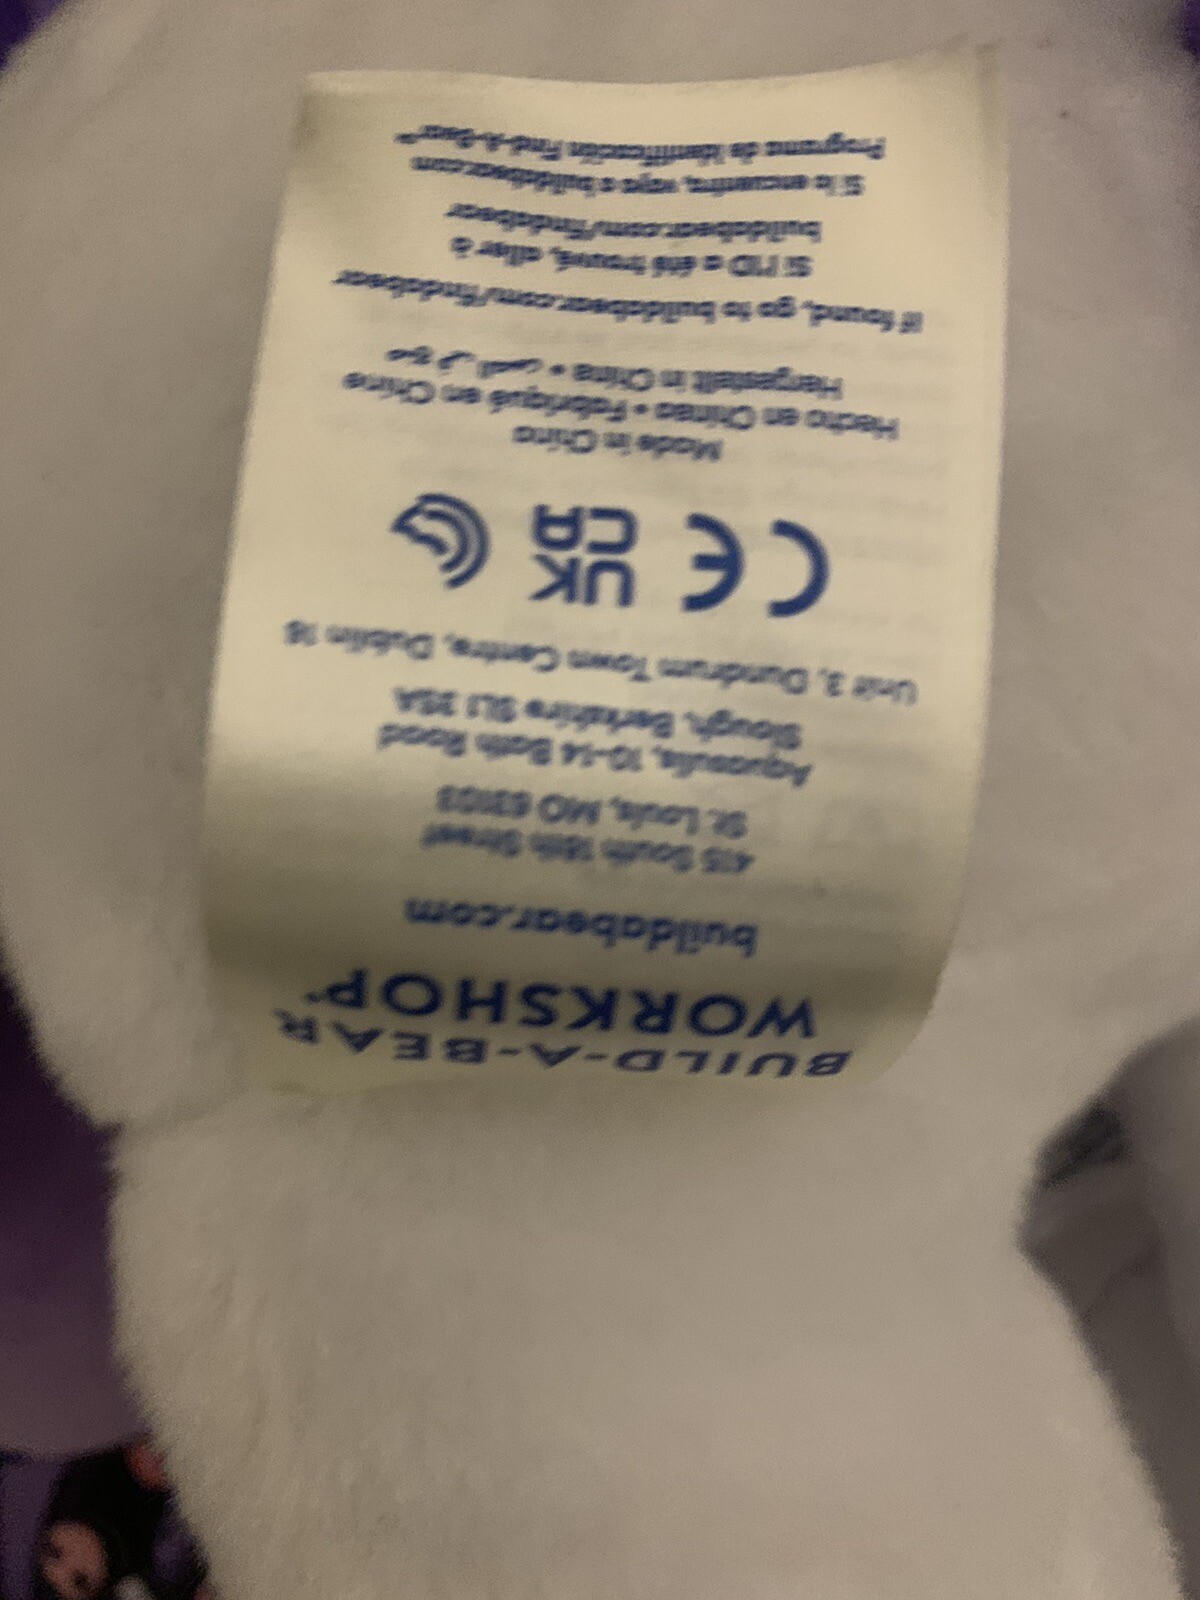 BUILD-A-BEAR
WORKSHOP®
buildabear.com
415 South 18th Street
St. Louis, MO 63103
Aquasulis, 10-14 Bath Road
Slough, Berkshire SL1 3SA
Unit 3, Dundrum Town Centre, Dublin 16
CE UK
CA
Made in China
Hecho en China • Fabriqué en Chine
Hergestellt in China • صنع في الصين
If found, go to buildabear.com/findabear
Si l'ID a été trouvé, aller à
buildabear.com/findabear
Si lo encuentra, vaya a buildabear.com
Programa de identificación Find-A-Bear®